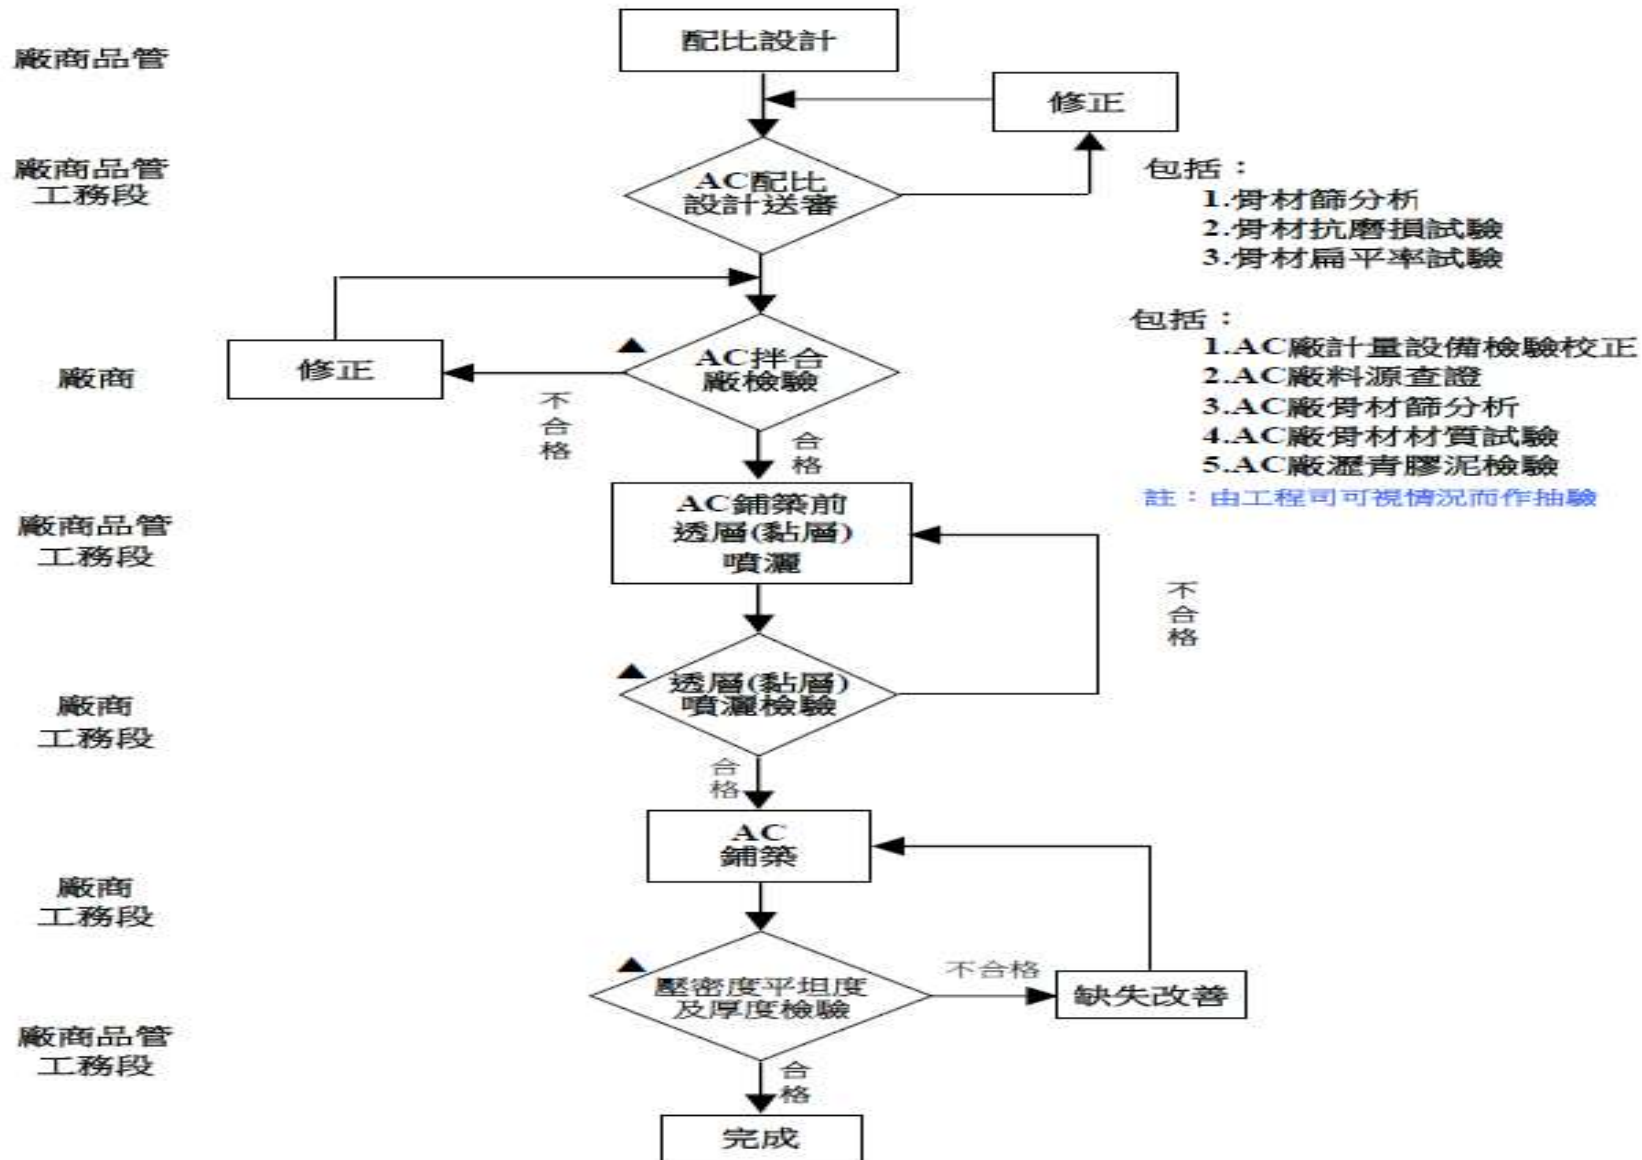 廠商品管
配比設計
修正
廠商品管
工務段
AC配比
設計送審
包括：
1.骨材篩分析
2.骨材抗磨損試驗
3.骨材扁平率試驗
廠商
修正
不合格
▲
AC拌合
廠檢驗
合格
包括：
1.AC廠計量設備檢驗校正
2.AC廠料源查證
3.AC廠骨材篩分析
4.AC廠骨材材質試驗
5.AC廠瀝青膠泥檢驗
註：由工程司可視情況而作抽驗
廠商品管
工務段
AC鋪築前
透層(黏層)
噴灑
不合格
廠商
工務段
▲
透層(黏層)
噴灑檢驗
合格
AC
鋪築
廠商
工務段
▲
壓密度平坦度
及厚度檢驗
不合格
缺失改善
廠商品管
工務段
合格
完成